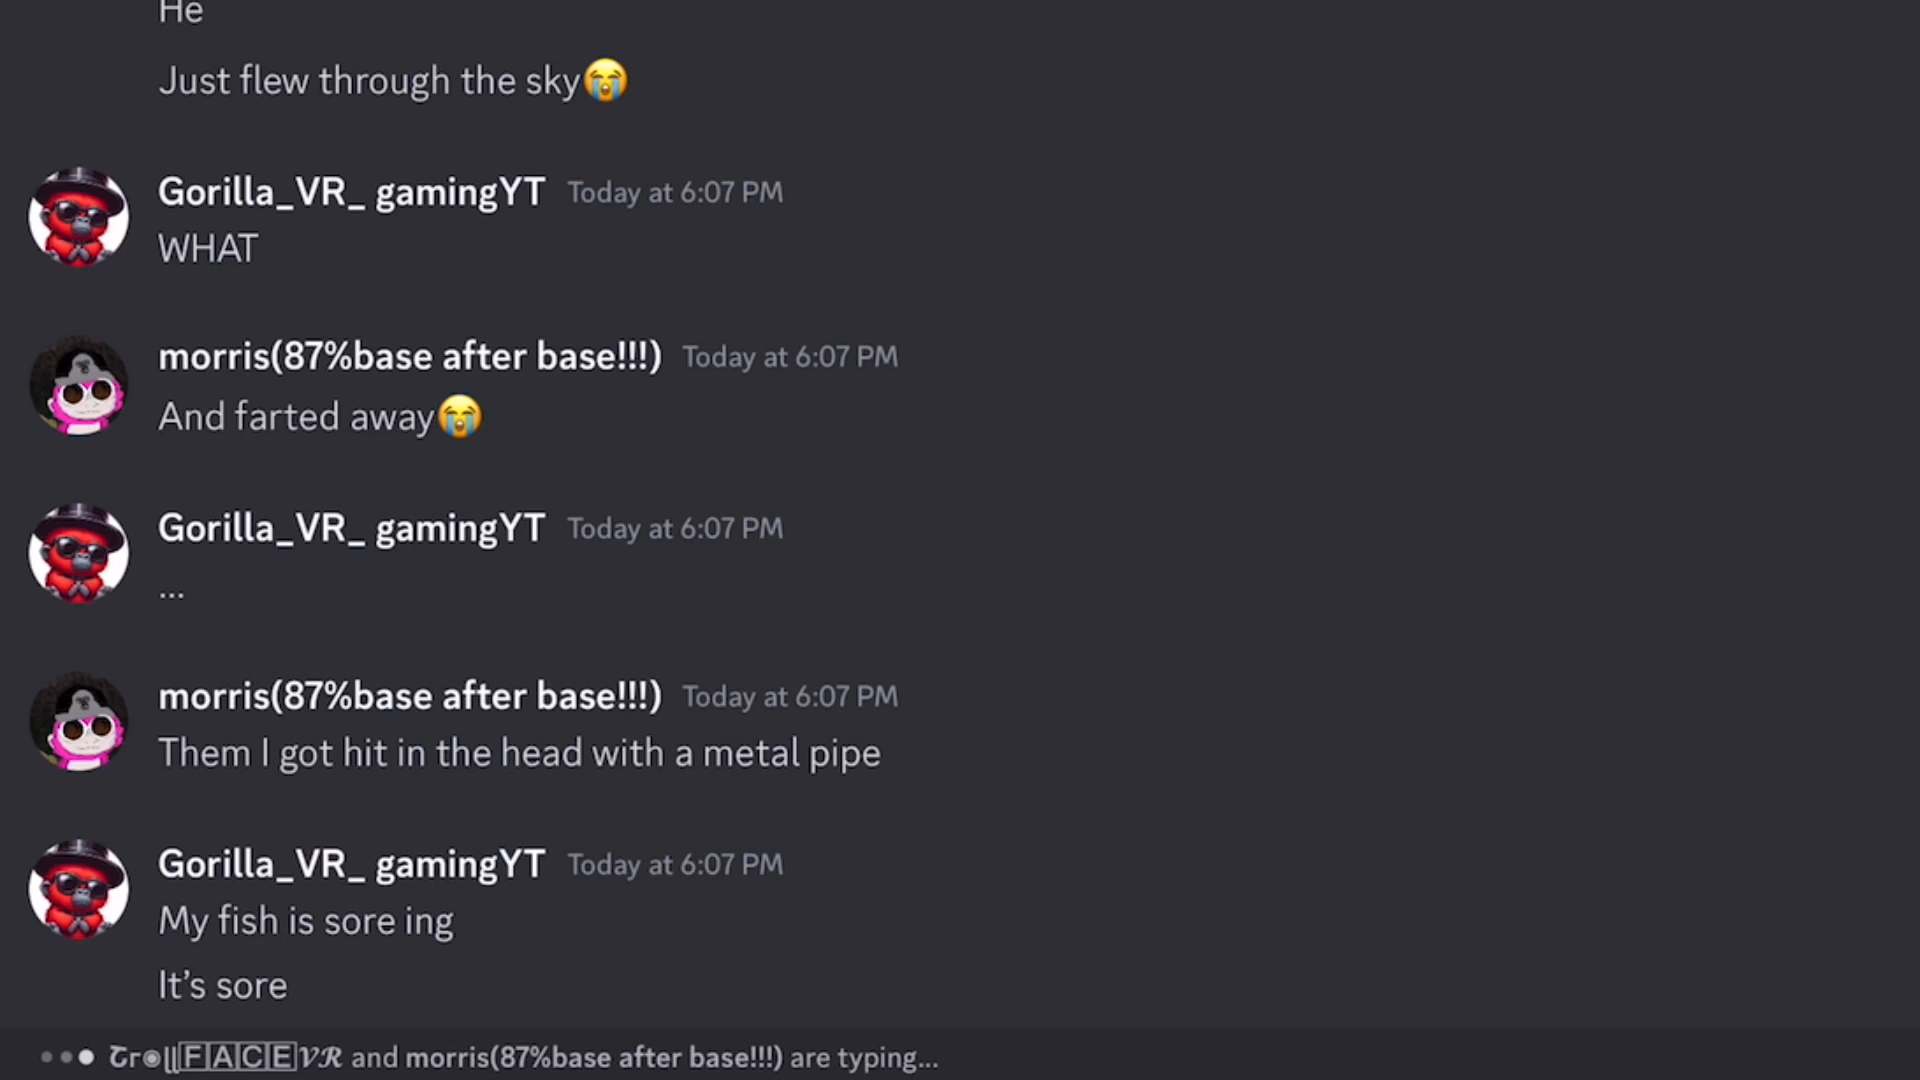 He
Just flew through the sky😭
Gorilla_VR_ gamingYT Today at 6:07 PM
WHAT
morris(87%base after base!!!) Today at 6:07 PM
And farted away😭
Gorilla_VR_ gamingYT Today at 6:07 PM
...
morris(87%base after base!!!) Today at 6:07 PM
Them I got hit in the head with a metal pipe
Gorilla_VR_ gamingYT Today at 6:07 PM
My fish is sore ing
It’s sore
𝕿r◉ɭɭ🄵🄰🄲🄴𝓥𝓡 and morris(87%base after base!!!) are typing...